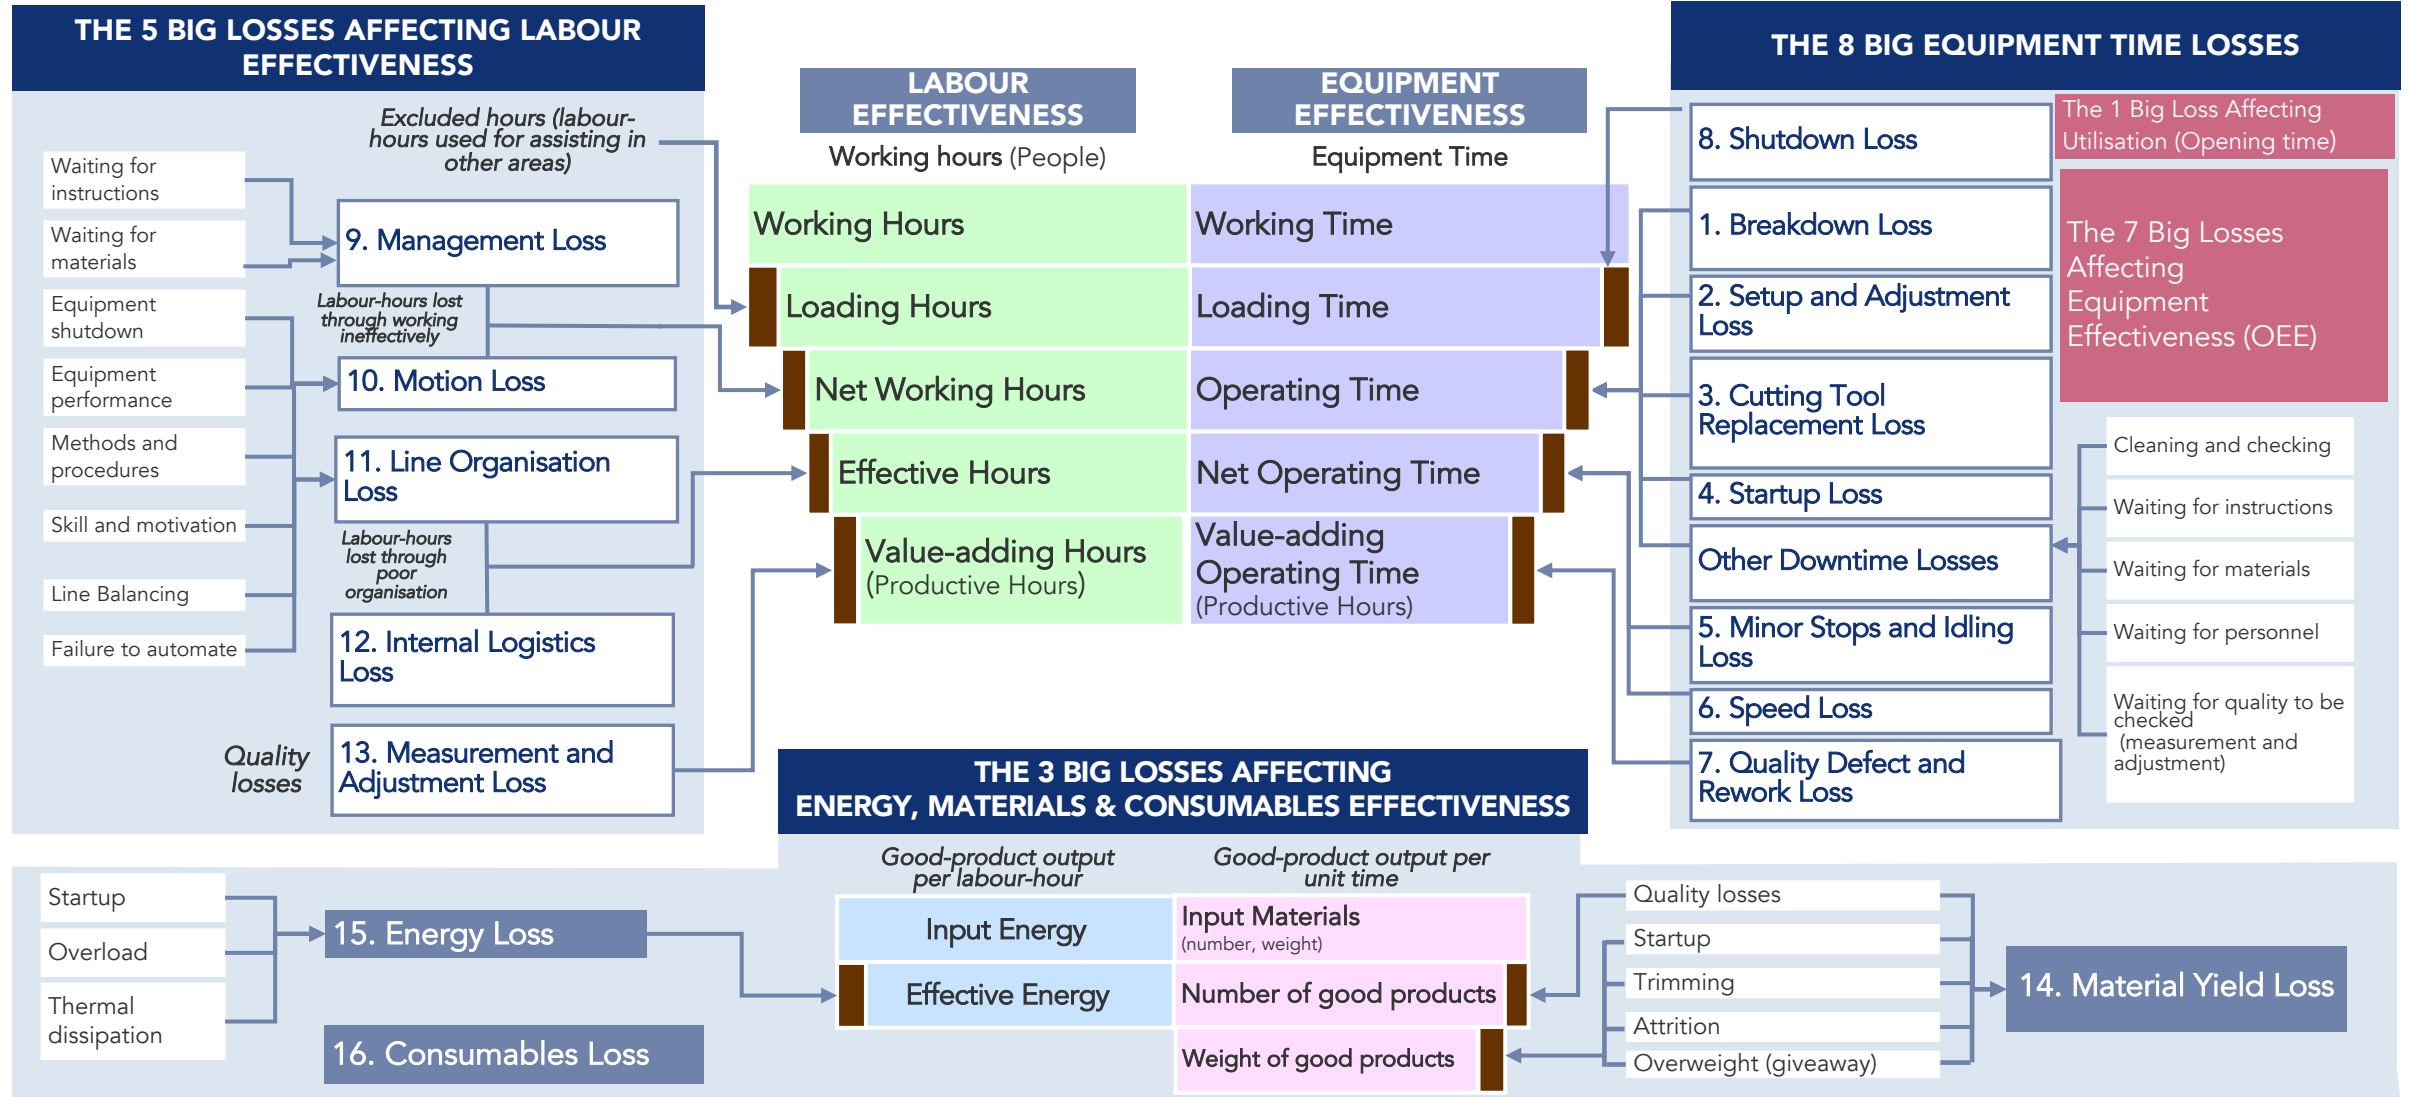 THE 5 BIG LOSSES AFFECTING LABOUR
EFFECTIVENESS
Excluded hours (labour-
hours used for assisting in
other areas)
Waiting for
instructions
Waiting for
materials
Equipment
shutdown
Equipment
performance
Methods and
procedures
Skill and motivation
Line Balancing
Failure to automate
9. Management Loss
Labour-hours lost
through working
ineffectively
10. Motion Loss
11. Line Organisation
Loss
Labour-hours
lost through
poor
organisation
12. Internal Logistics
Loss
Quality
losses
13. Measurement and
Adjustment Loss
LABOUR
EFFECTIVENESS
Working hours (People)
EQUIPMENT
EFFECTIVENESS
Equipment Time
Working Hours
Working Time
Loading Hours
Loading Time
Net Working Hours
Operating Time
Effective Hours
Net Operating Time
Value-adding Hours
(Productive Hours)
Value-adding
Operating Time
(Productive Hours)
THE 8 BIG EQUIPMENT TIME LOSSES
8. Shutdown Loss
The 1 Big Loss Affecting
Utilisation (Opening time)
1. Breakdown Loss
2. Setup and Adjustment
Loss
3. Cutting Tool
Replacement Loss
4. Startup Loss
Other Downtime Losses
5. Minor Stops and Idling
Loss
6. Speed Loss
7. Quality Defect and
Rework Loss
The 7 Big Losses
Affecting
Equipment
Effectiveness (OEE)
Cleaning and checking
Waiting for instructions
Waiting for materials
Waiting for personnel
Waiting for quality to be
checked
(measurement and
adjustment)
THE 3 BIG LOSSES AFFECTING
ENERGY, MATERIALS & CONSUMABLES EFFECTIVENESS
Good-product output
per labour-hour
Good-product output per
unit time
Startup
Overload
Thermal
dissipation
15. Energy Loss
16. Consumables Loss
Input Energy
Input Materials
(number, weight)
Effective Energy
Number of good products
Weight of good products
Quality losses
Startup
Trimming
Attrition
Overweight (giveaway)
14. Material Yield Loss